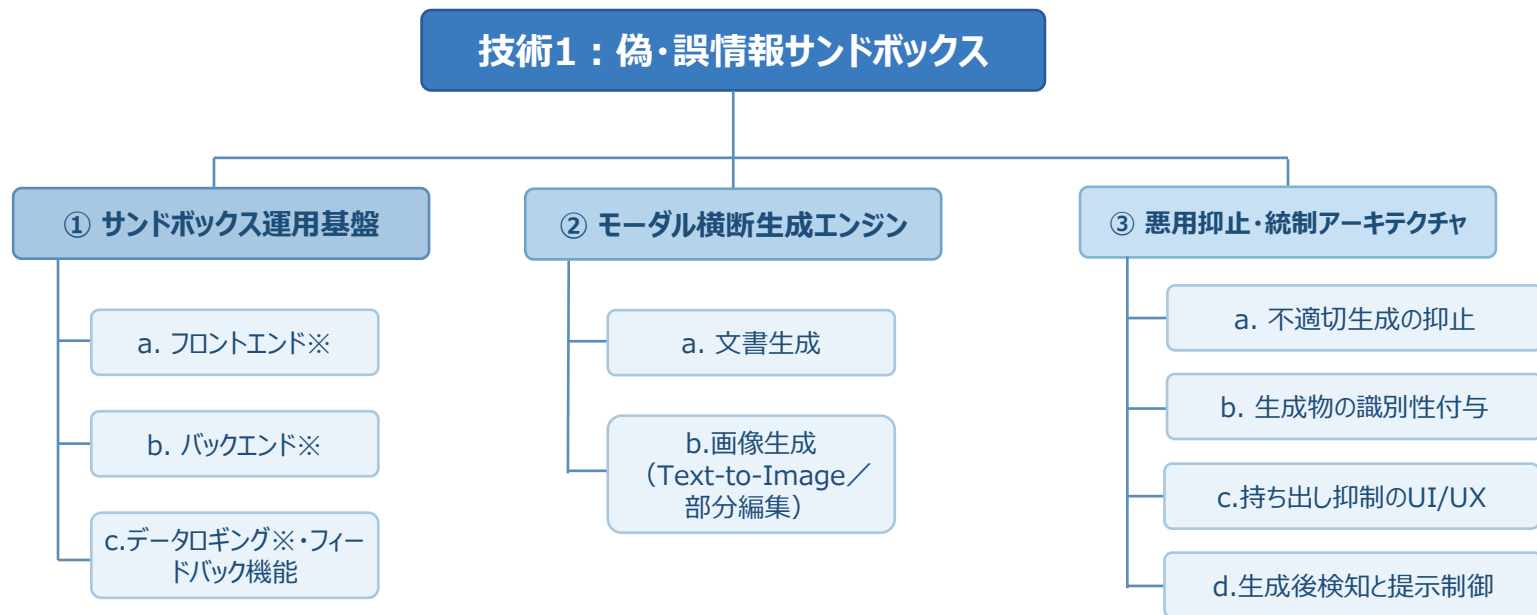 技術1：偽・誤情報サンドボックス
① サンドボックス運用基盤
a. フロントエンド※
b. バックエンド※
c.データロギング※・フィー
ドバック機能
② モーダル横断生成エンジン
a. 文書生成
b.画像生成
（Text-to-Image／
部分編集）
③ 悪用抑止・統制アーキテクチャ
a. 不適切生成の抑止
b. 生成物の識別性付与
c.持ち出し抑制のUI/UX
d.生成後検知と提示制御